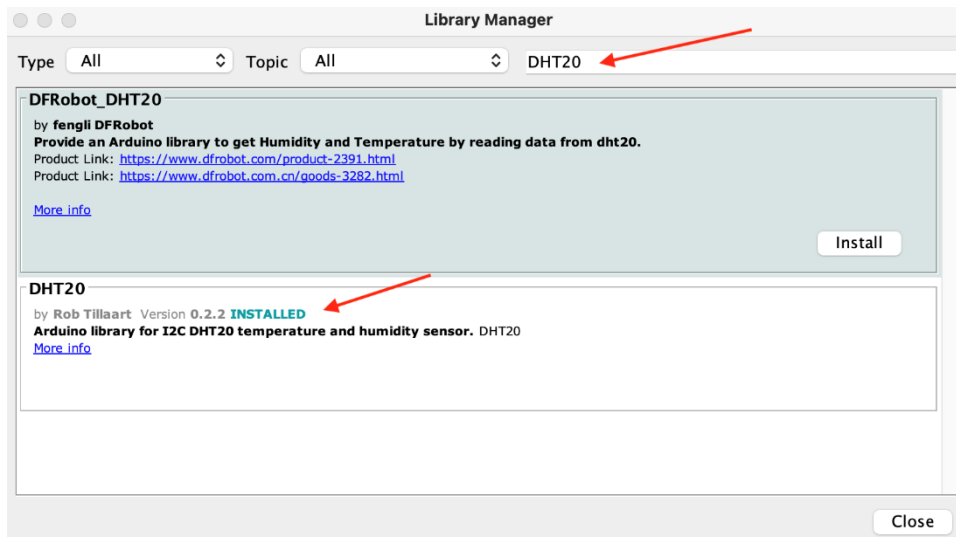 Library Manager
Type All Topic All DHT20
DFRobot_DHT20
by fengli DFRobot
Provide an Arduino library to get Humidity and Temperature by reading data from dht20.
Product Link: https://www.dfrobot.com/product-2391.html
Product Link: https://www.dfrobot.com.cn/goods-3282.html
More info
Install
DHT20
by Rob Tillaart Version 0.2.2 INSTALLED
Arduino library for I2C DHT20 temperature and humidity sensor. DHT20
More info
Close